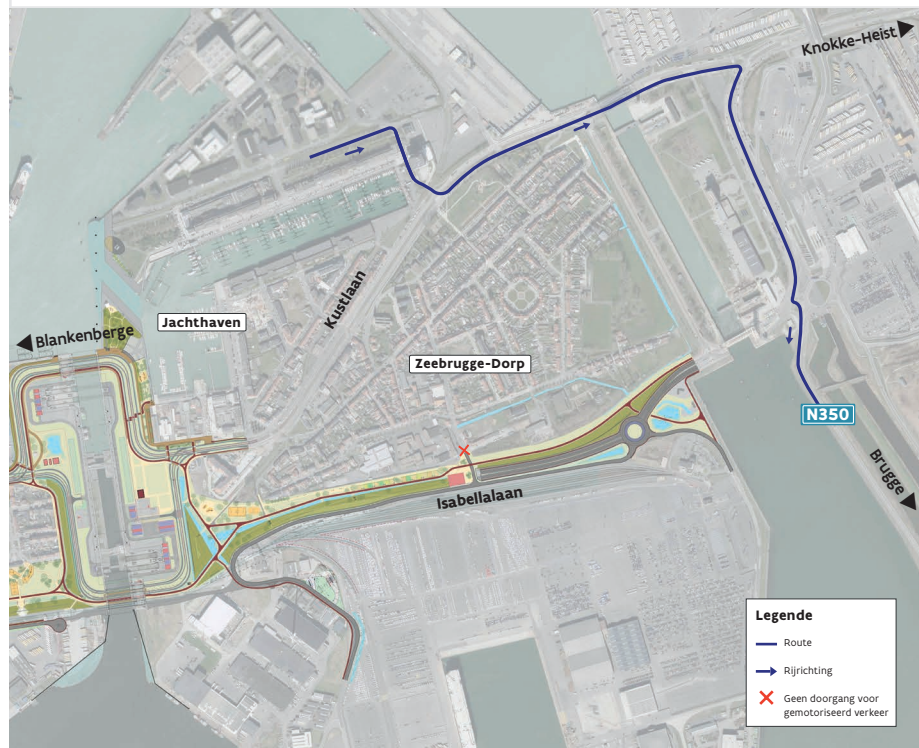 Knokke-Heist
Kustlaan
Jachthaven
Blankenberge
Zeebrugge-Dorp
N350
Brugge
Isabellalaan
Legende
Route
Rijrichting
Geen doorgang voor
gemotoriseerd verkeer